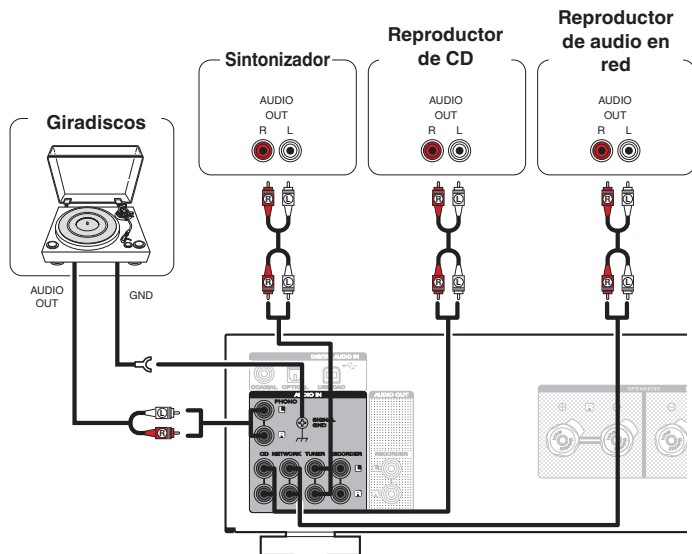 Reproductor
de audio en
red
Reproductor
de CD
Sintonizador
Giradiscos
AUDIO
OUT
R L
AUDIO
OUT
R L
AUDIO
OUT
R L
R L
R L
R L
R L
R L
R L
AUDIO
OUT
GND
L
R
DIGITAL AUDIO IN
COAXIAL OPTICAL USB-DAC
AUDIO IN
AUDIO OUT
PHONO
L
R
SIGNAL
GND
CD NETWORK TUNER RECORDER
L
R
RECORDER
L
R
SPEAKERS